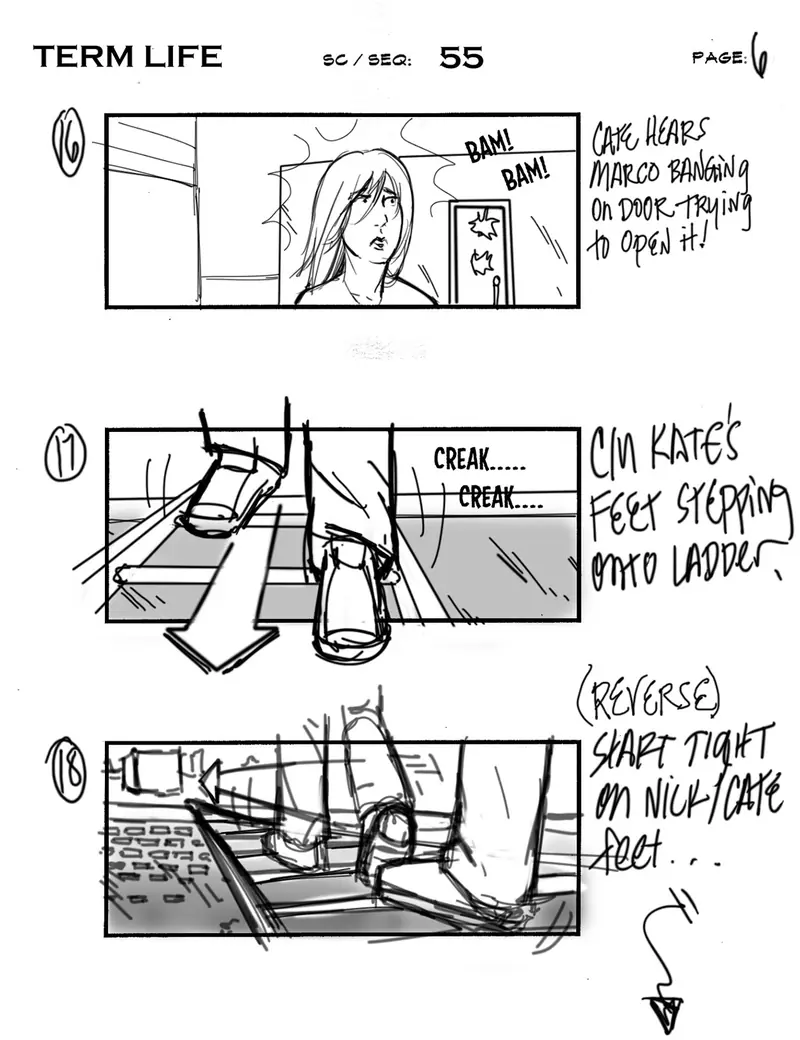 TERM LIFE
SC / SEQ: 55
PAGE: 6
16
BAM!
BAM!
CATE HEARS
MARCO BANGING
ON DOOR TRYING
TO OPEN IT!
17
CREAK.....
CREAK....
C/U KATE'S
FEET STEPPING
ONTO LADDER.
18
(REVERSE)
START TIGHT
ON NICK/CATE
FEET...